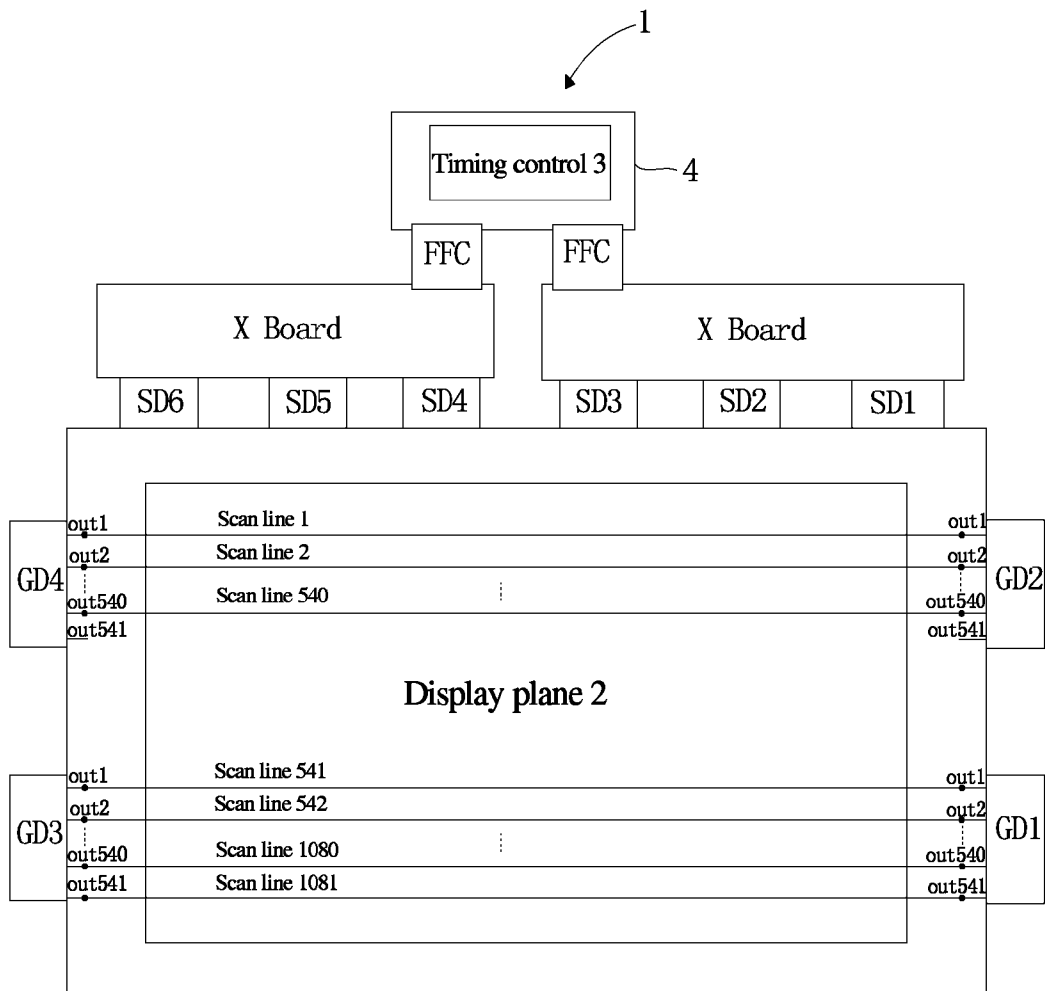 1
Timing control 3
4
FFC FFC
X Board X Board
SD6 SD5 SD4 SD3 SD2 SD1
out1 Scan line 1 out1
out2 Scan line 2 out2
GD4 GD2
out540 Scan line 540 out540
out541 out541
Display plane 2
out1 Scan line 541 out1
out2 Scan line 542 out2
GD3 GD1
out540 Scan line 1080 out540
out541 Scan line 1081 out541